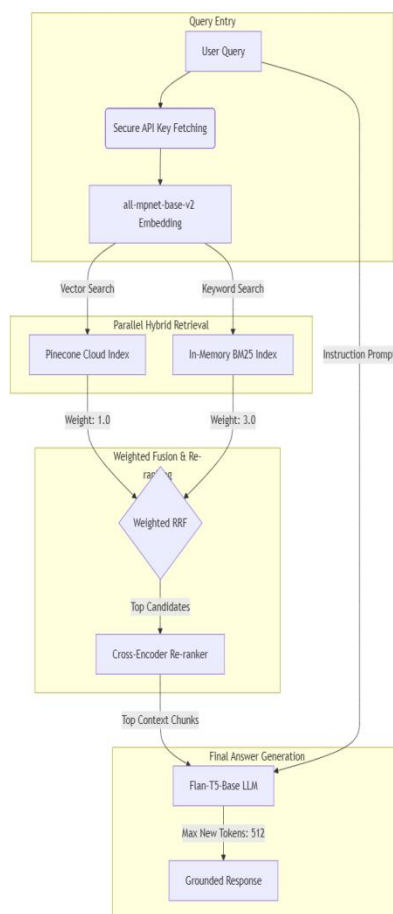 Query Entry
User Query
Secure API Key Fetching
all-mpnet-base-v2
Embedding
Vector Search
Keyword Search
Parallel Hybrid Retrieval
Pinecone Cloud Index
In-Memory BM25 Index
Instruction Prompt
Weight: 1.0
Weight: 3.0
Weighted Fusion & Re-
ranking
Weighted RRF
Top Candidates
Cross-Encoder Re-ranker
Top Context Chunks
Final Answer Generation
Flan-T5-Base LLM
Max New Tokens: 512
Grounded Response